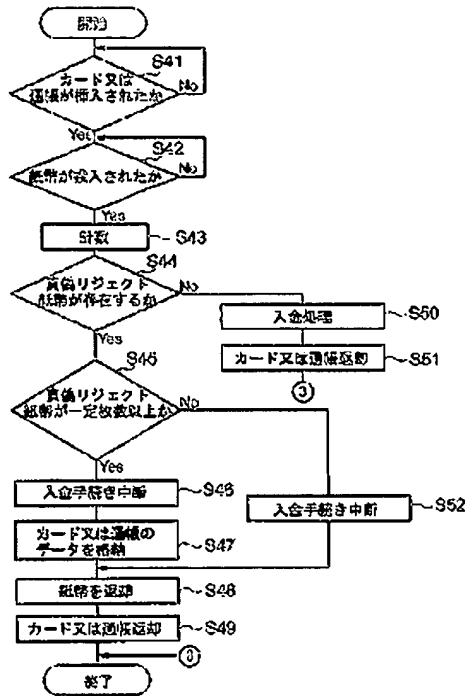 開始
カード又は
通帳が挿入されたか
S41
No
Yes
紙幣が投入されたか
S42
No
Yes
計数
S43
真偽リジェクト
紙幣が存在するか
S44
No
Yes
入金処理
S50
カード又は通帳返却
S51
③
真偽リジェクト
紙幣が一定枚数以上か
S45
No
Yes
入金手続き中断
S46
入金手続き中断
S52
カード又は通帳の
データを格納
S47
紙幣を返却
S48
カード又は通帳返却
S49
③
終了